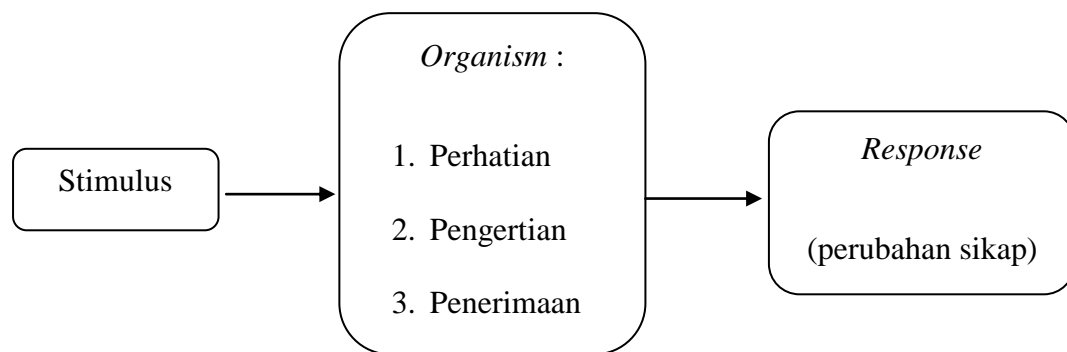 Stimulus
Organism :
1. Perhatian
2. Pengertian
3. Penerimaan
Response
(perubahan sikap)